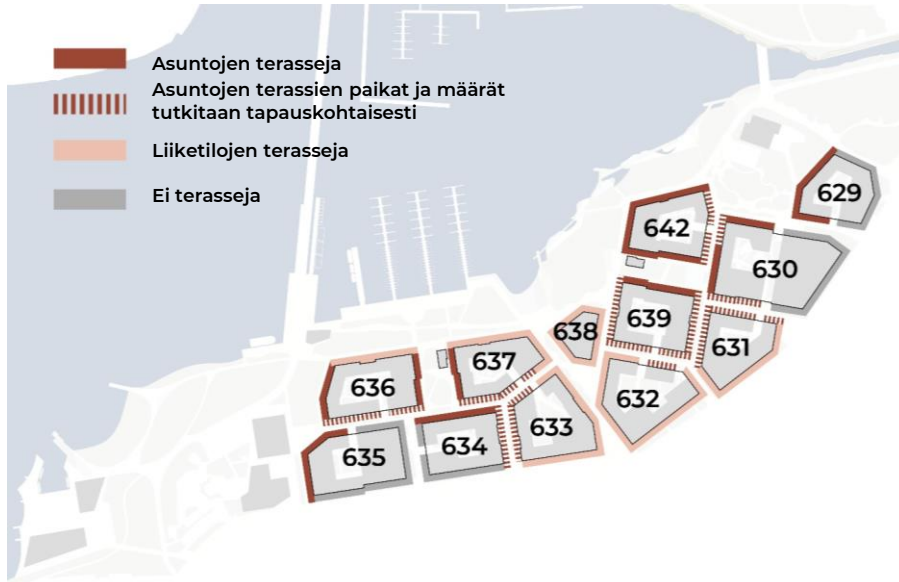 Asuntojen terasseja
Asuntojen terassien paikat ja määrät
tutkitaan tapauskohtaisesti
Liiketilojen terasseja
Ei terasseja
629
642
630
638
639
631
637
636
632
633
634
635